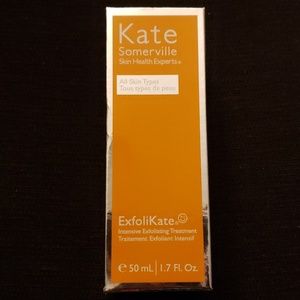 Kate
Somerville
Skin Health Experts®
All Skin Types
Tous types de peau
ExfoliKate®
Intensive Exfoliating Treatment
Traitement Exfoliant Intensif
℮ 50 mL | 1.7 Fl. Oz.